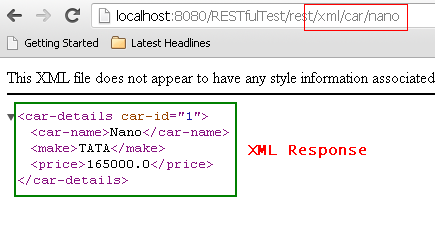 localhost:8080/RESTfulTest/rest/xml/car/nano
Getting Started Latest Headlines
This XML file does not appear to have any style information associated
<car-details car-id="1">
<car-name>Nano</car-name>
<make>TATA</make>
<price>165000.0</price>
</car-details>
XML Response